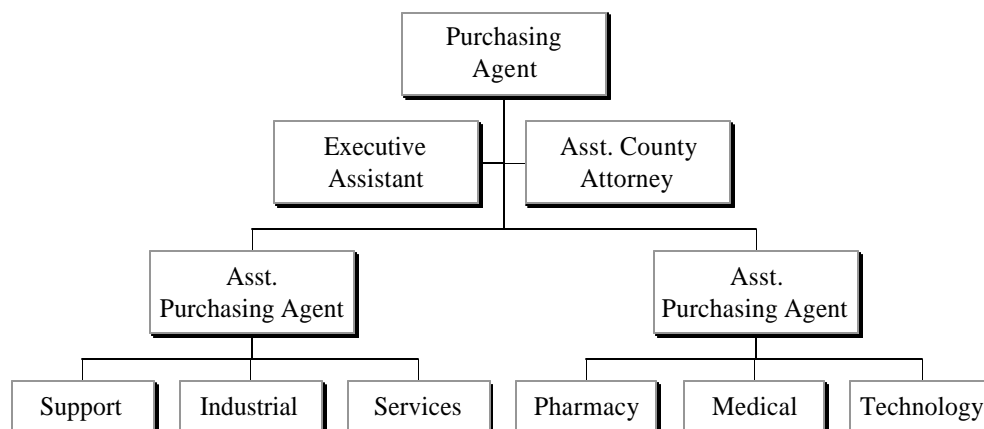 Purchasing
Agent
Executive
Assistant
Asst. County
Attorney
Asst.
Purchasing Agent
Asst.
Purchasing Agent
Support
Industrial
Services
Pharmacy
Medical
Technology